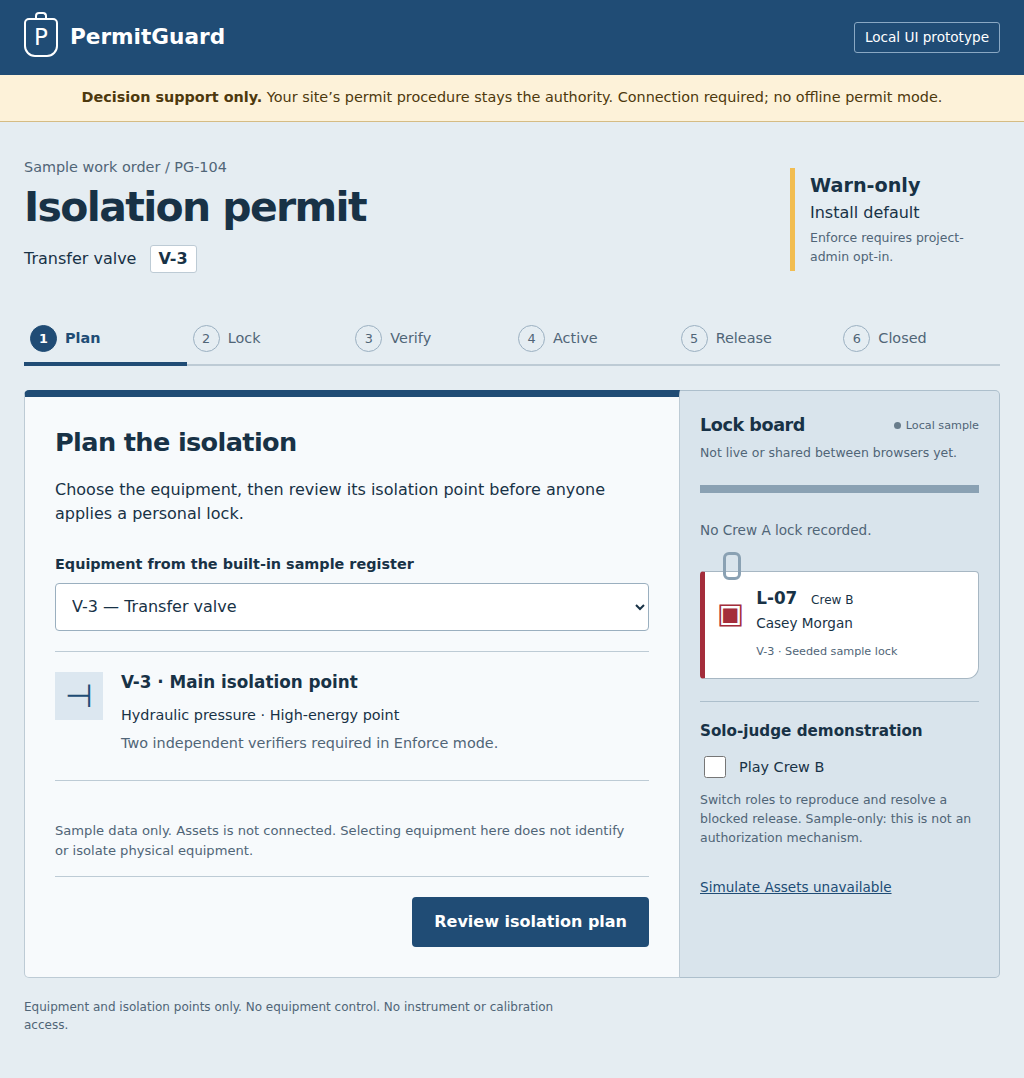 P PermitGuard
Local UI prototype
Decision support only. Your site’s permit procedure stays the authority. Connection required; no offline permit mode.
Sample work order / PG-104
Isolation permit
Transfer valve V-3
Warn-only
Install default
Enforce requires project-
admin opt-in.
1 Plan
2 Lock
3 Verify
4 Active
5 Release
6 Closed
Plan the isolation
Choose the equipment, then review its isolation point before anyone
applies a personal lock.
Equipment from the built-in sample register
V-3 — Transfer valve
V-3 · Main isolation point
Hydraulic pressure · High-energy point
Two independent verifiers required in Enforce mode.
Sample data only. Assets is not connected. Selecting equipment here does not identify
or isolate physical equipment.
Review isolation plan
Lock board
Local sample
Not live or shared between browsers yet.
No Crew A lock recorded.
L-07 Crew B
Casey Morgan
V-3 · Seeded sample lock
Solo-judge demonstration
Play Crew B
Switch roles to reproduce and resolve a
blocked release. Sample-only: this is not an
authorization mechanism.
Simulate Assets unavailable
Equipment and isolation points only. No equipment control. No instrument or calibration
access.